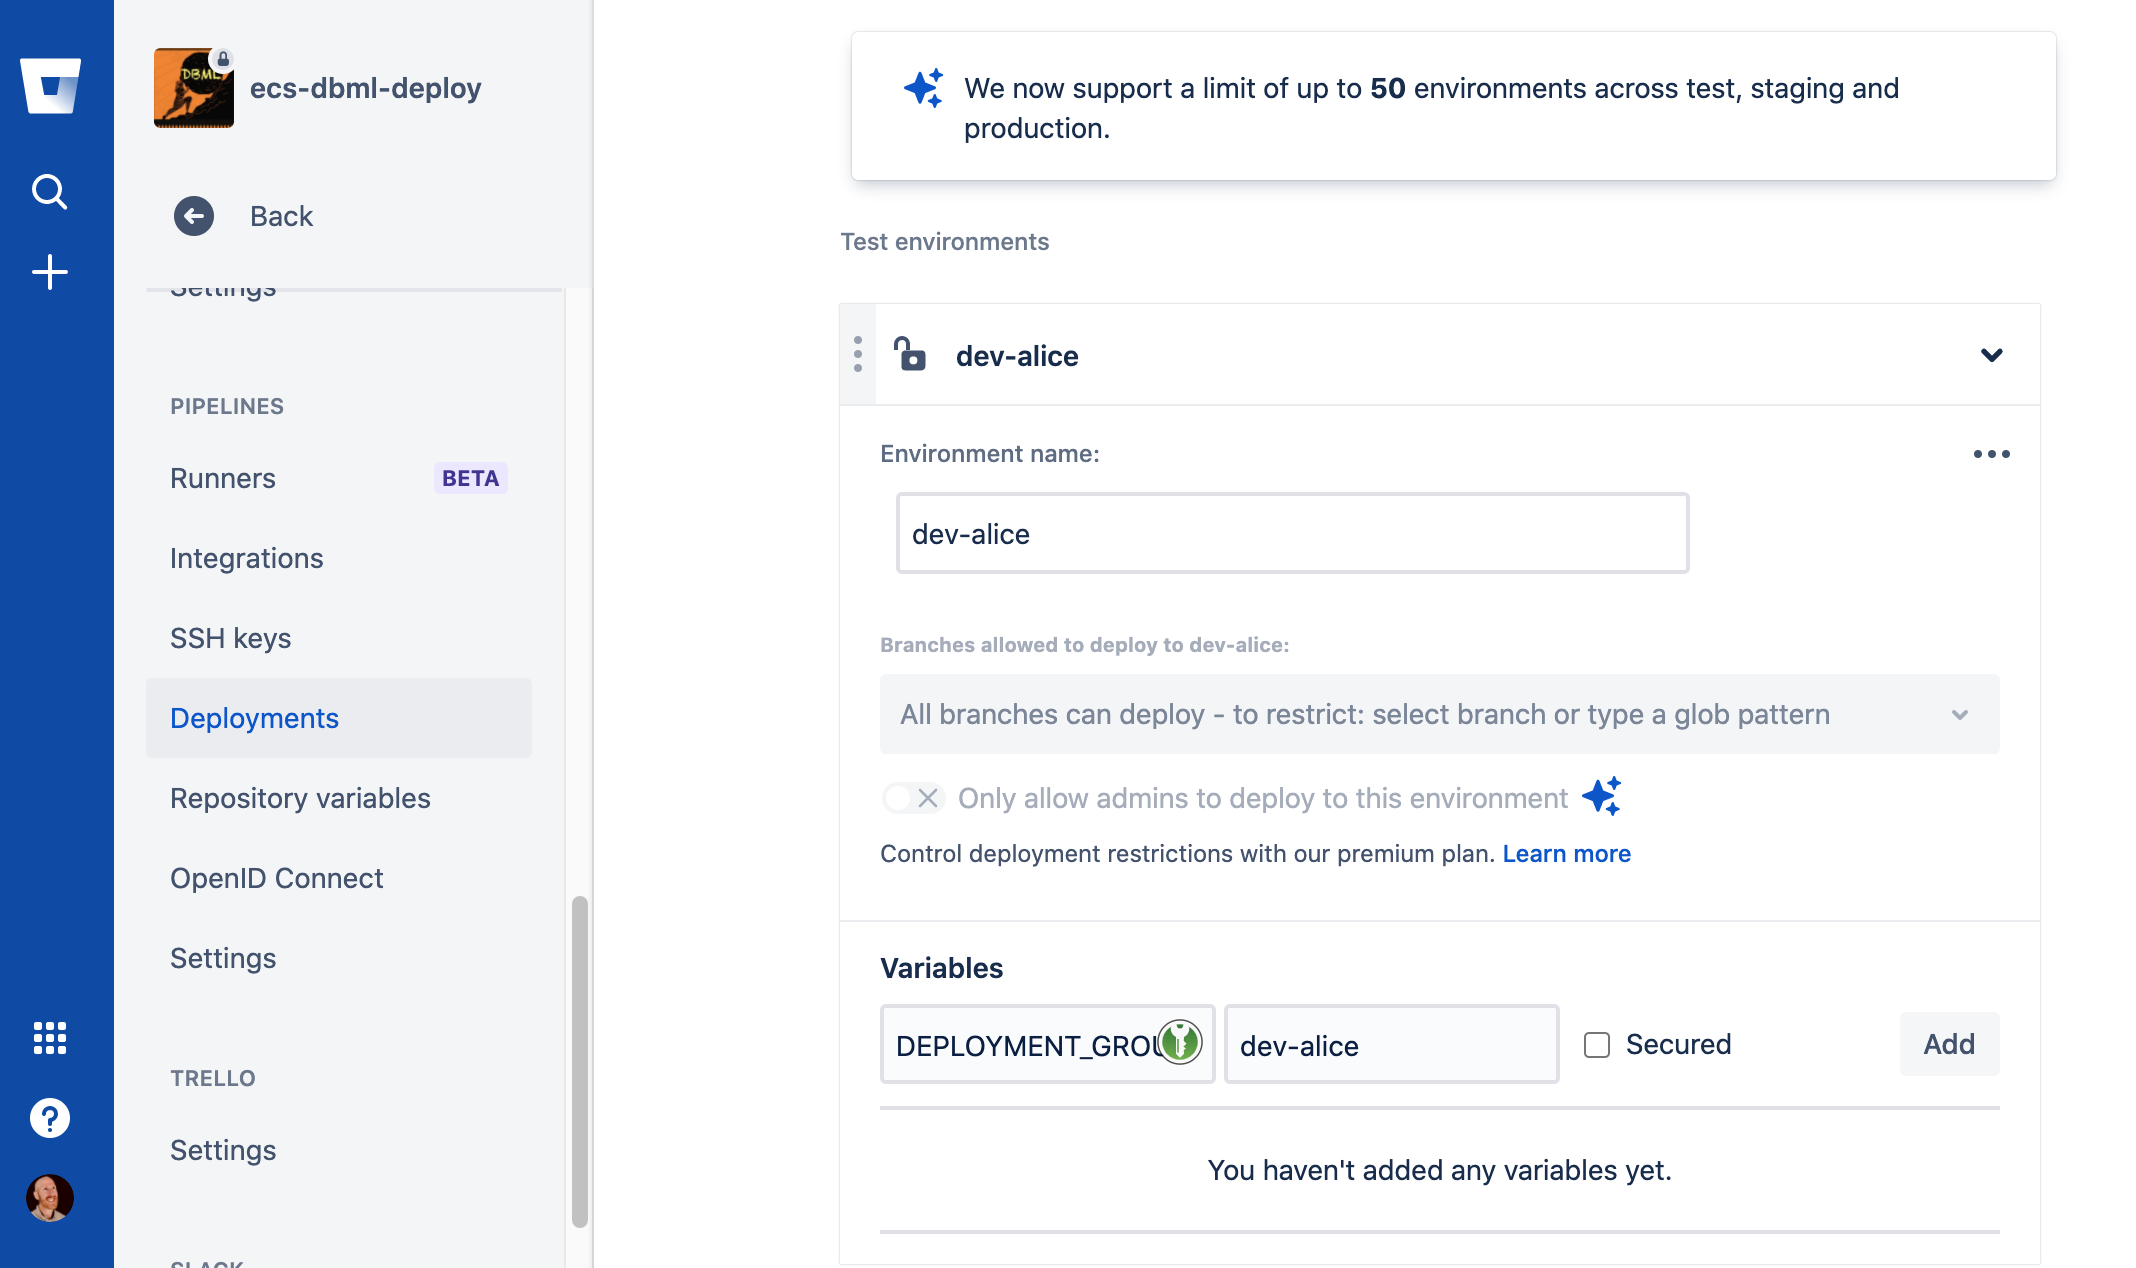 DBML
ecs-dbml-deploy
Back
Settings
PIPELINES
Runners BETA
Integrations
SSH keys
Deployments
Repository variables
OpenID Connect
Settings
TRELLO
Settings
SLACK
We now support a limit of up to 50 environments across test, staging and
production.
Test environments
dev-alice
Environment name:
dev-alice
Branches allowed to deploy to dev-alice:
All branches can deploy - to restrict: select branch or type a glob pattern
Only allow admins to deploy to this environment
Control deployment restrictions with our premium plan. Learn more
Variables
DEPLOYMENT_GROU dev-alice Secured Add
You haven't added any variables yet.